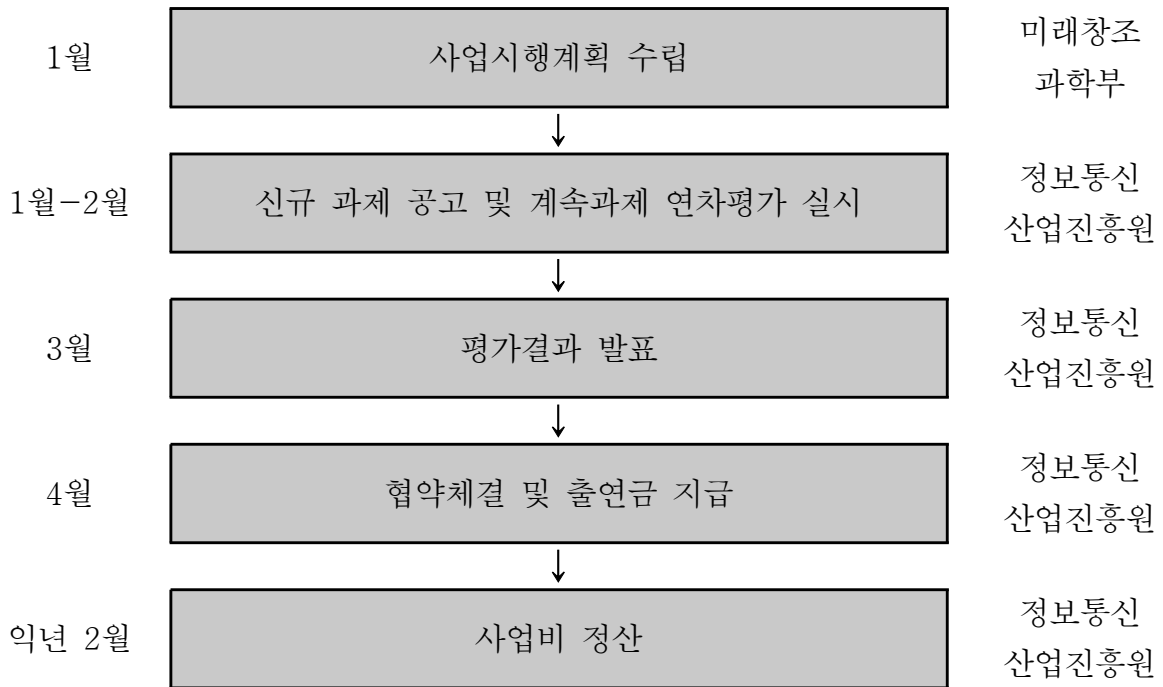 1월
사업시행계획 수립
미래창조
과학부
↓
1월-2월
신규 과제 공고 및 계속과제 연차평가 실시
정보통신
산업진흥원
↓
3월
평가결과 발표
정보통신
산업진흥원
↓
4월
협약체결 및 출연금 지급
정보통신
산업진흥원
↓
익년 2월
사업비 정산
정보통신
산업진흥원